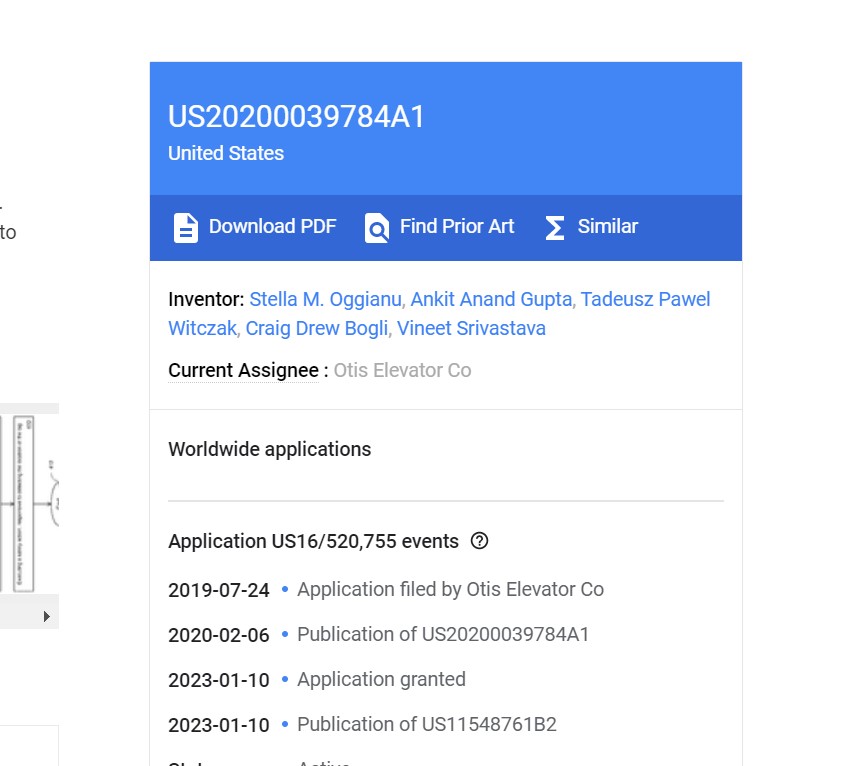 US20200039784A1
United States
Download PDF Find Prior Art Similar
to
Inventor: Stella M. Oggianu, Ankit Anand Gupta, Tadeusz Pawel
Witczak, Craig Drew Bogli, Vineet Srivastava
Current Assignee : Otis Elevator Co
Worldwide applications
Application US16/520,755 events
2019-07-24 • Application filed by Otis Elevator Co
2020-02-06 • Publication of US20200039784A1
2023-01-10 • Application granted
2023-01-10 • Publication of US11548761B2